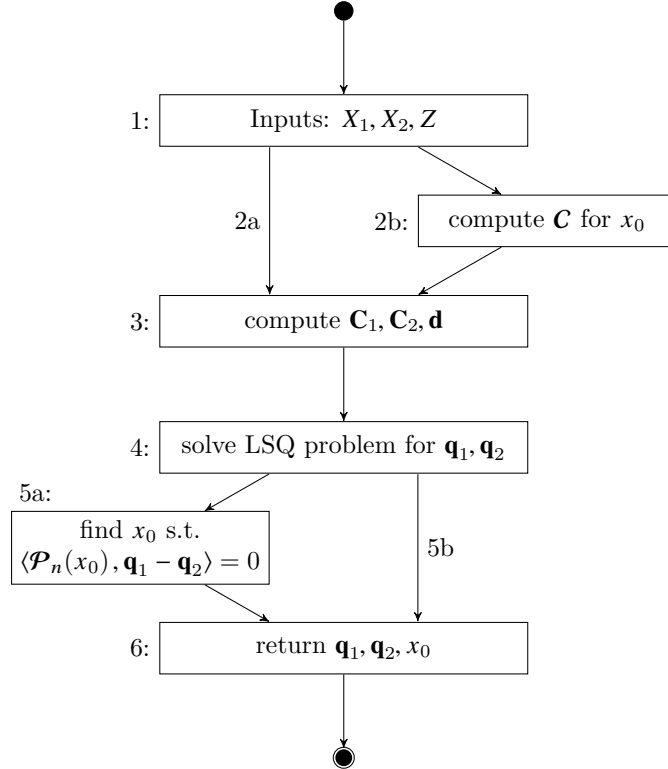 1: Inputs: X₁, X₂, Z
2a
2b: compute 𝓒 for x₀
3: compute 𝐂₁, 𝐂₂, 𝐝
4: solve LSQ problem for 𝐪₁, 𝐪₂
5a:
find x₀ s.t.
⟨𝓟ₙ(x₀), 𝐪₁ − 𝐪₂⟩ = 0
5b
6: return 𝐪₁, 𝐪₂, x₀